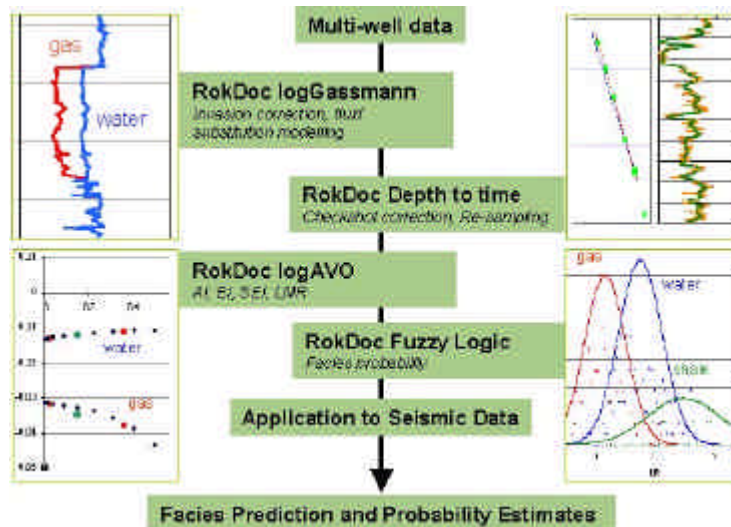 Multi-well data
gas
water
RokDoc logGassmann
Invasion correction, fluid
substitution modelling
RokDoc Depth to time
Checkshot correction, Re-sampling
RokDoc logAVO
AI, EI, SEI, LMR
water
gas
RokDoc Fuzzy Logic
Facies probability
gas
water
shale
Application to Seismic Data
Facies Prediction and Probability Estimates